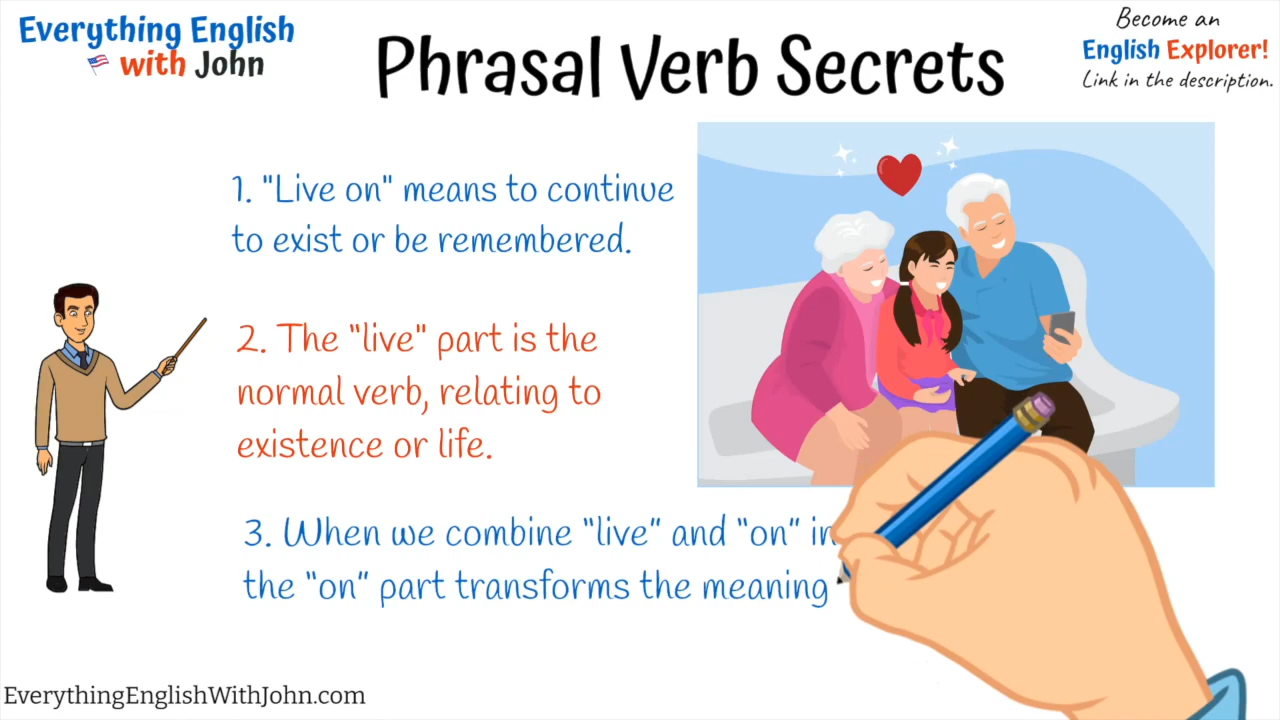 Everything English
with John
Phrasal Verb Secrets
Become an
English Explorer!
Link in the description.
1. "Live on" means to continue
to exist or be remembered.
2. The "live" part is the
normal verb, relating to
existence or life.
3. When we combine "live" and "on"
the "on" part transforms the meaning
EverythingEnglishWithJohn.com